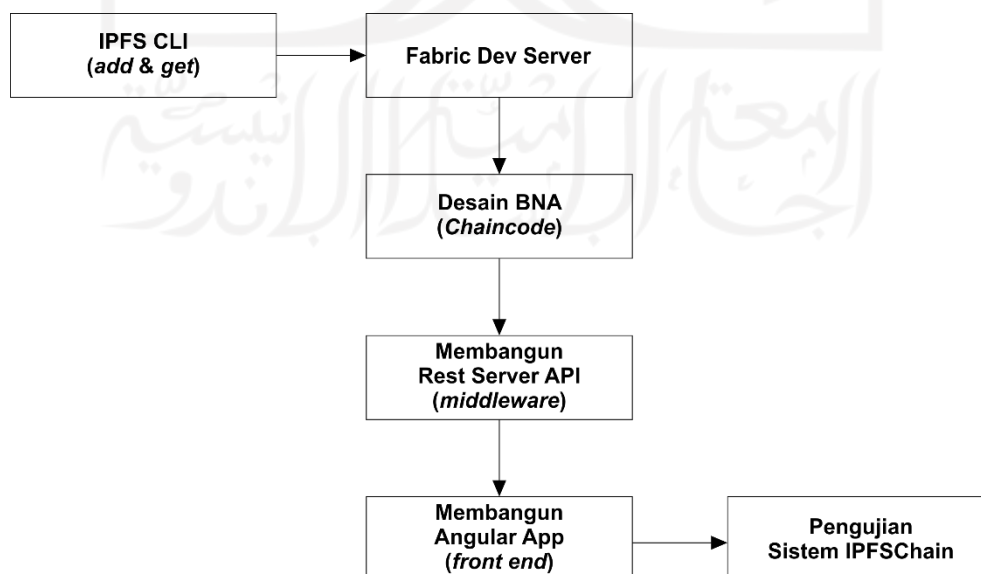 IPFS CLI
(add & get)
Fabric Dev Server
Desain BNA
(Chaincode)
Membangun
Rest Server API
(middleware)
Membangun
Angular App
(front end)
Pengujian
Sistem IPFSChain